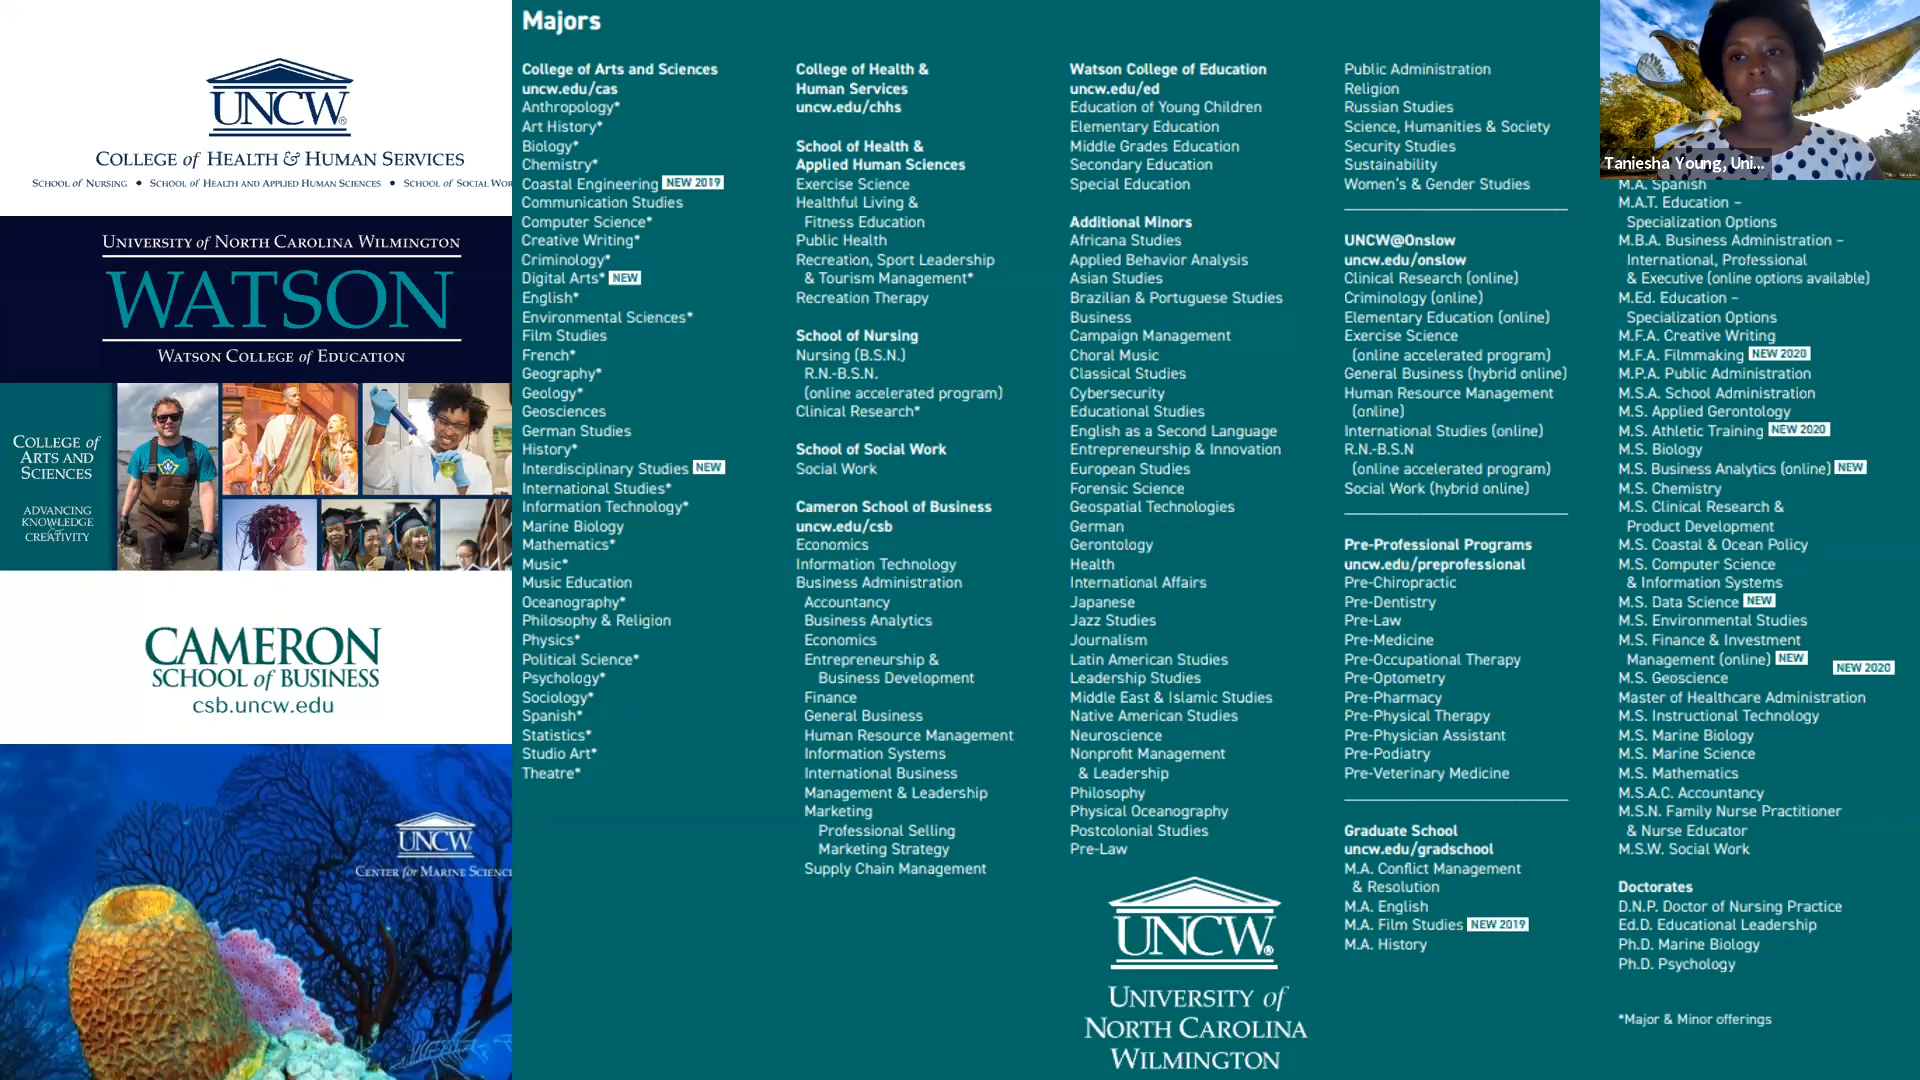 UNCW®
COLLEGE of HEALTH & HUMAN SERVICES
SCHOOL of NURSING • SCHOOL of HEALTH AND APPLIED HUMAN SCIENCES • SCHOOL of SOCIAL WOR
UNIVERSITY of NORTH CAROLINA WILMINGTON
WATSON
WATSON COLLEGE of EDUCATION
COLLEGE of
ARTS AND
SCIENCES
ADVANCING
KNOWLEDGE
&
CREATIVITY
CAMERON
SCHOOL of BUSINESS
csb.uncw.edu
UNCW
CENTER for MARINE SCIENC
Majors
College of Arts and Sciences
uncw.edu/cas
Anthropology*
Art History*
Biology*
Chemistry*
Coastal Engineering NEW 2019
Communication Studies
Computer Science*
Creative Writing*
Criminology*
Digital Arts* NEW
English*
Environmental Sciences*
Film Studies
French*
Geography*
Geology*
Geosciences
German Studies
History*
Interdisciplinary Studies NEW
International Studies*
Information Technology*
Marine Biology
Mathematics*
Music*
Music Education
Oceanography*
Philosophy & Religion
Physics*
Political Science*
Psychology*
Sociology*
Spanish*
Statistics*
Studio Art*
Theatre*
College of Health &
Human Services
uncw.edu/chhs
School of Health &
Applied Human Sciences
Exercise Science
Healthful Living &
Fitness Education
Public Health
Recreation, Sport Leadership
& Tourism Management*
Recreation Therapy
School of Nursing
Nursing (B.S.N.)
R.N.-B.S.N.
(online accelerated program)
Clinical Research*
School of Social Work
Social Work
Cameron School of Business
uncw.edu/csb
Economics
Information Technology
Business Administration
Accountancy
Business Analytics
Economics
Entrepreneurship &
Business Development
Finance
General Business
Human Resource Management
Information Systems
International Business
Management & Leadership
Marketing
Professional Selling
Marketing Strategy
Supply Chain Management
Watson College of Education
uncw.edu/ed
Education of Young Children
Elementary Education
Middle Grades Education
Secondary Education
Special Education
Additional Minors
Africana Studies
Applied Behavior Analysis
Asian Studies
Brazilian & Portuguese Studies
Business
Campaign Management
Choral Music
Classical Studies
Cybersecurity
Educational Studies
English as a Second Language
Entrepreneurship & Innovation
European Studies
Forensic Science
Geospatial Technologies
German
Gerontology
Health
International Affairs
Japanese
Jazz Studies
Journalism
Latin American Studies
Leadership Studies
Middle East & Islamic Studies
Native American Studies
Neuroscience
Nonprofit Management
& Leadership
Philosophy
Physical Oceanography
Postcolonial Studies
Pre-Law
UNCW®
UNIVERSITY of
NORTH CAROLINA
WILMINGTON
Public Administration
Religion
Russian Studies
Science, Humanities & Society
Security Studies
Sustainability
Women's & Gender Studies
UNCW@Onslow
uncw.edu/onslow
Clinical Research (online)
Criminology (online)
Elementary Education (online)
Exercise Science
(online accelerated program)
General Business (hybrid online)
Human Resource Management
(online)
International Studies (online)
R.N.-B.S.N
(online accelerated program)
Social Work (hybrid online)
Pre-Professional Programs
uncw.edu/preprofessional
Pre-Chiropractic
Pre-Dentistry
Pre-Law
Pre-Medicine
Pre-Occupational Therapy
Pre-Optometry
Pre-Pharmacy
Pre-Physical Therapy
Pre-Physician Assistant
Pre-Podiatry
Pre-Veterinary Medicine
Graduate School
uncw.edu/gradschool
M.A. Conflict Management
& Resolution
M.A. English
M.A. Film Studies NEW 2019
M.A. History
Taniesha Young, Uni...
M.A. Spanish
M.A.T. Education –
Specialization Options
M.B.A. Business Administration –
International, Professional
& Executive (online options available)
M.Ed. Education –
Specialization Options
M.F.A. Creative Writing
M.F.A. Filmmaking NEW 2020
M.P.A. Public Administration
M.S.A. School Administration
M.S. Applied Gerontology
M.S. Athletic Training NEW 2020
M.S. Biology
M.S. Business Analytics (online) NEW
M.S. Chemistry
M.S. Clinical Research &
Product Development
M.S. Coastal & Ocean Policy
M.S. Computer Science
& Information Systems
M.S. Data Science NEW
M.S. Environmental Studies
M.S. Finance & Investment
Management (online) NEW
NEW 2020
M.S. Geoscience
Master of Healthcare Administration
M.S. Instructional Technology
M.S. Marine Biology
M.S. Marine Science
M.S. Mathematics
M.S.A.C. Accountancy
M.S.N. Family Nurse Practitioner
& Nurse Educator
M.S.W. Social Work
Doctorates
D.N.P. Doctor of Nursing Practice
Ed.D. Educational Leadership
Ph.D. Marine Biology
Ph.D. Psychology
*Major & Minor offerings